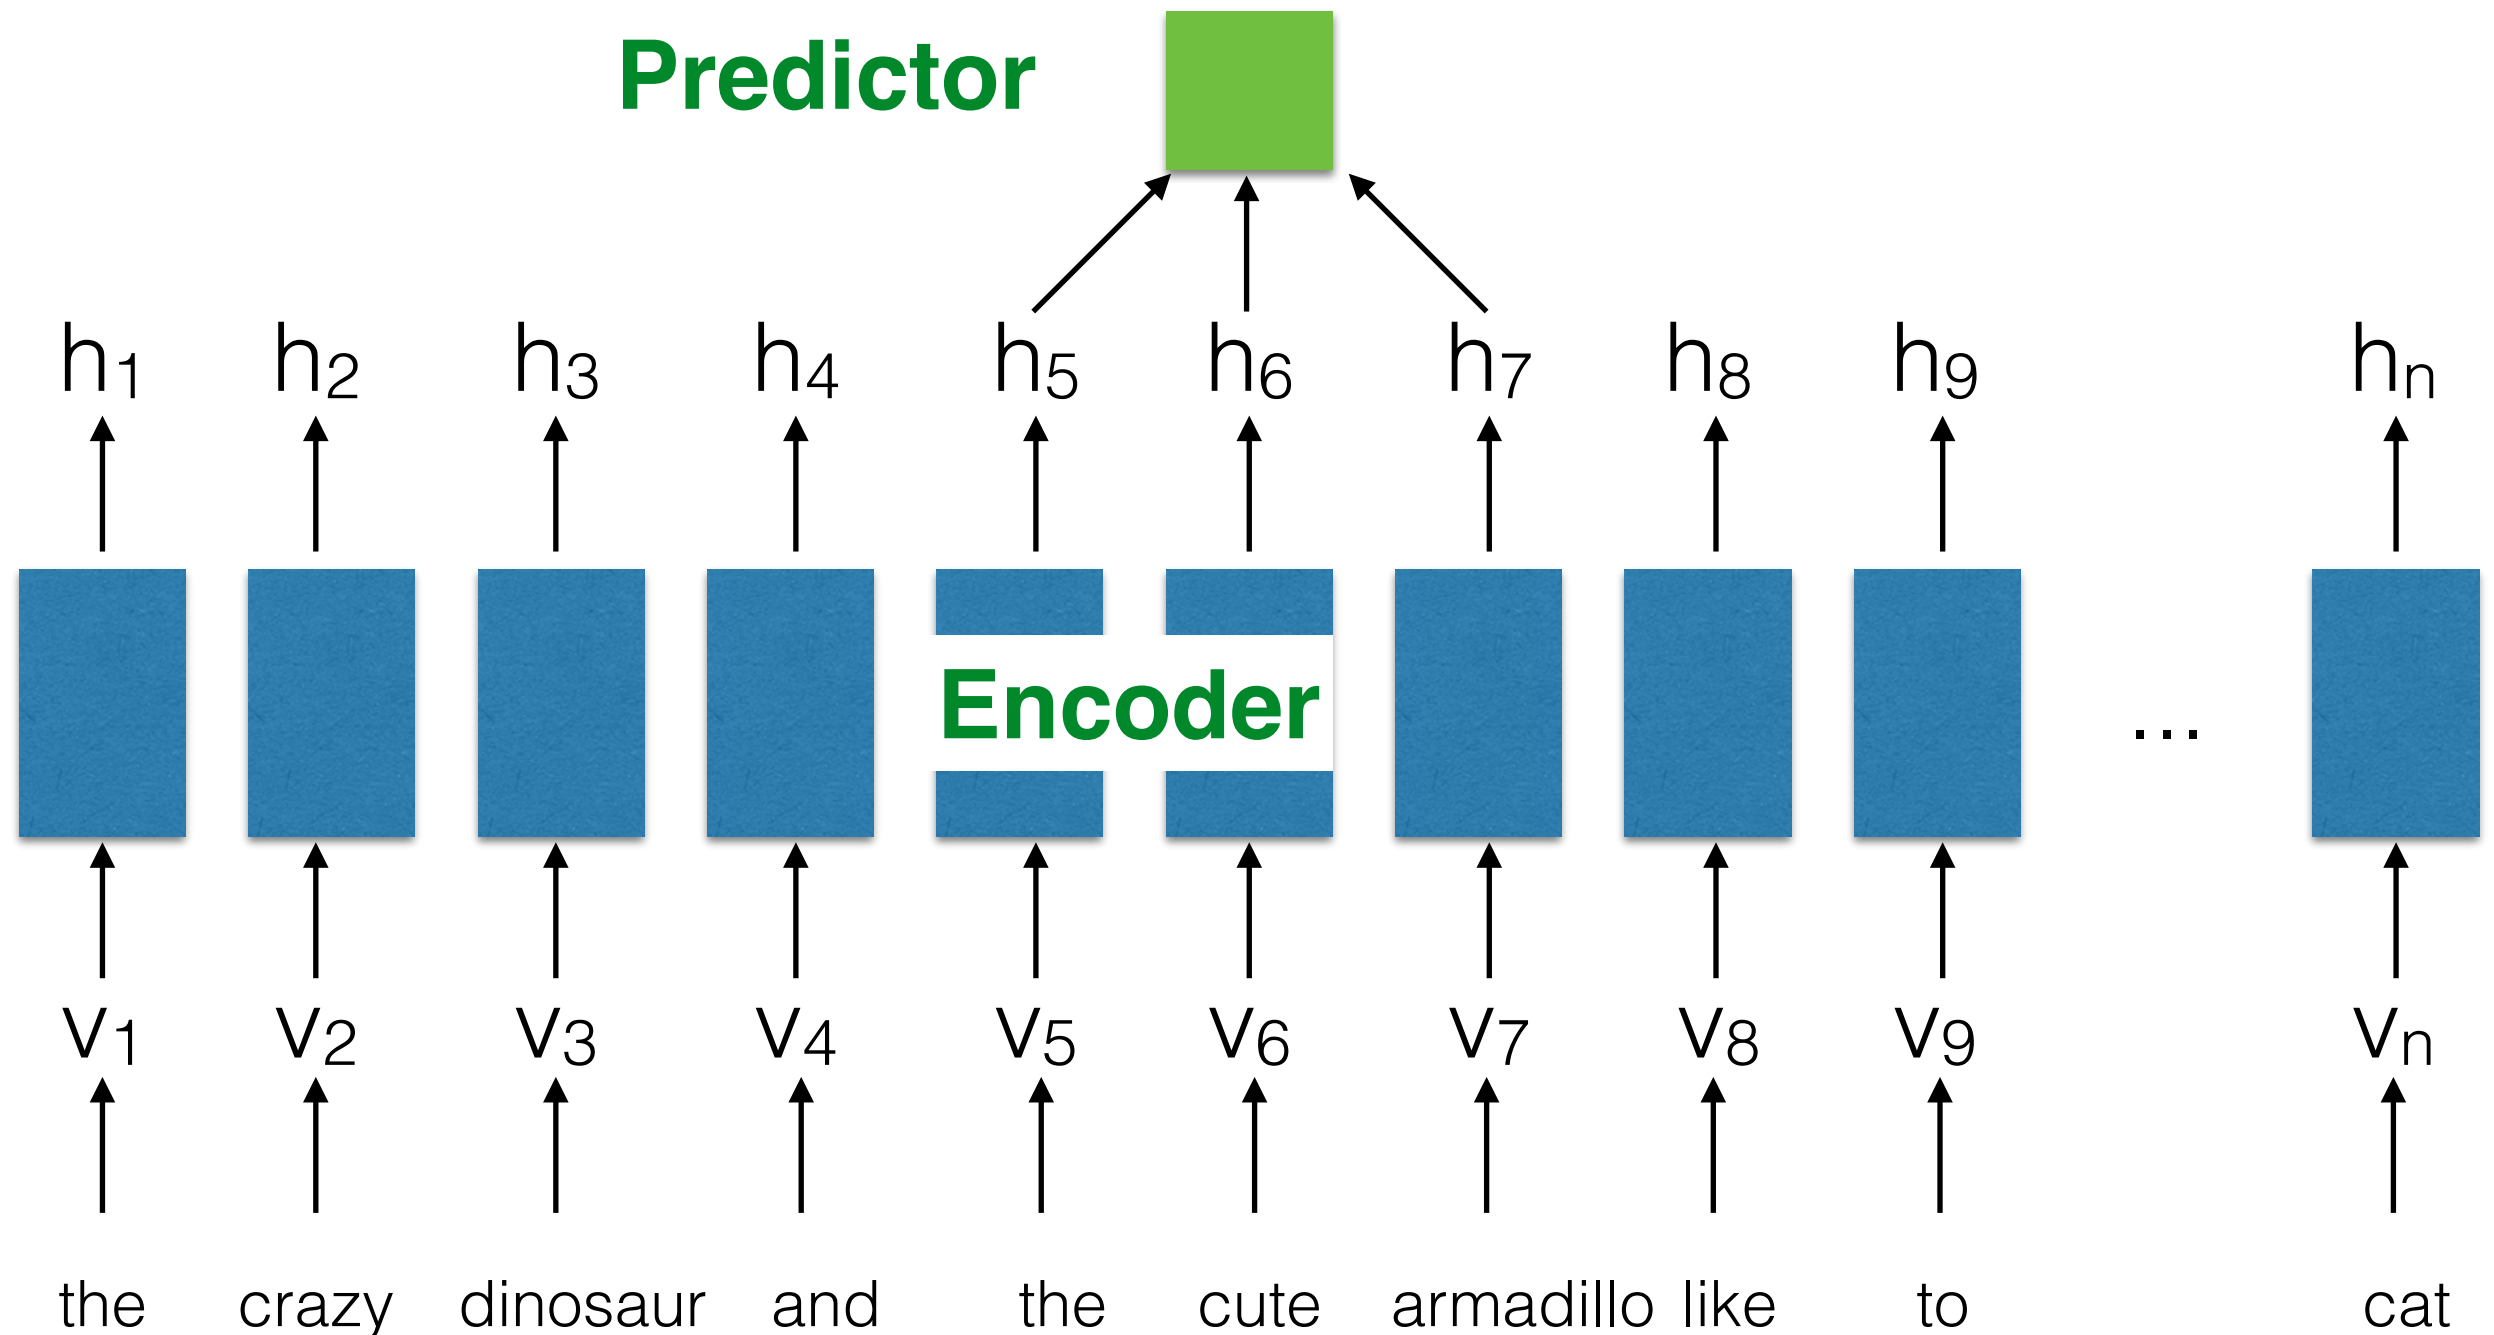 Predictor
h1 h2 h3 h4 h5 h6 h7 h8 h9 hn
Encoder
...
v1 v2 v3 v4 v5 v6 v7 v8 v9 vn
the crazy dinosaur and the cute armadillo like to cat